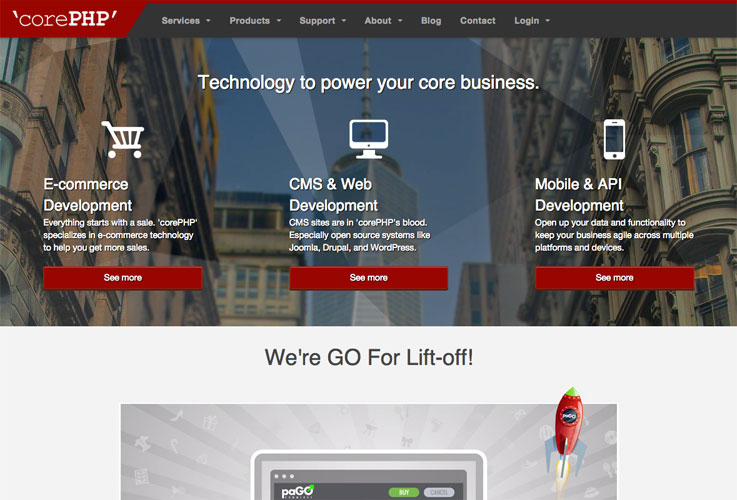 'corePHP'
Services Products Support About Blog Contact Login
Technology to power your core business.
E-commerce
Development
Everything starts with a sale. 'corePHP'
specializes in e-commerce technology
to help you get more sales.
See more
CMS & Web
Development
CMS sites are in 'corePHP's blood.
Especially open source systems like
Joomla, Drupal, and WordPress.
See more
Mobile & API
Development
Open up your data and functionality to
keep your business agile across multiple
platforms and devices.
See more
We're GO For Lift-off!
paGO
paGO
BUY CANCEL